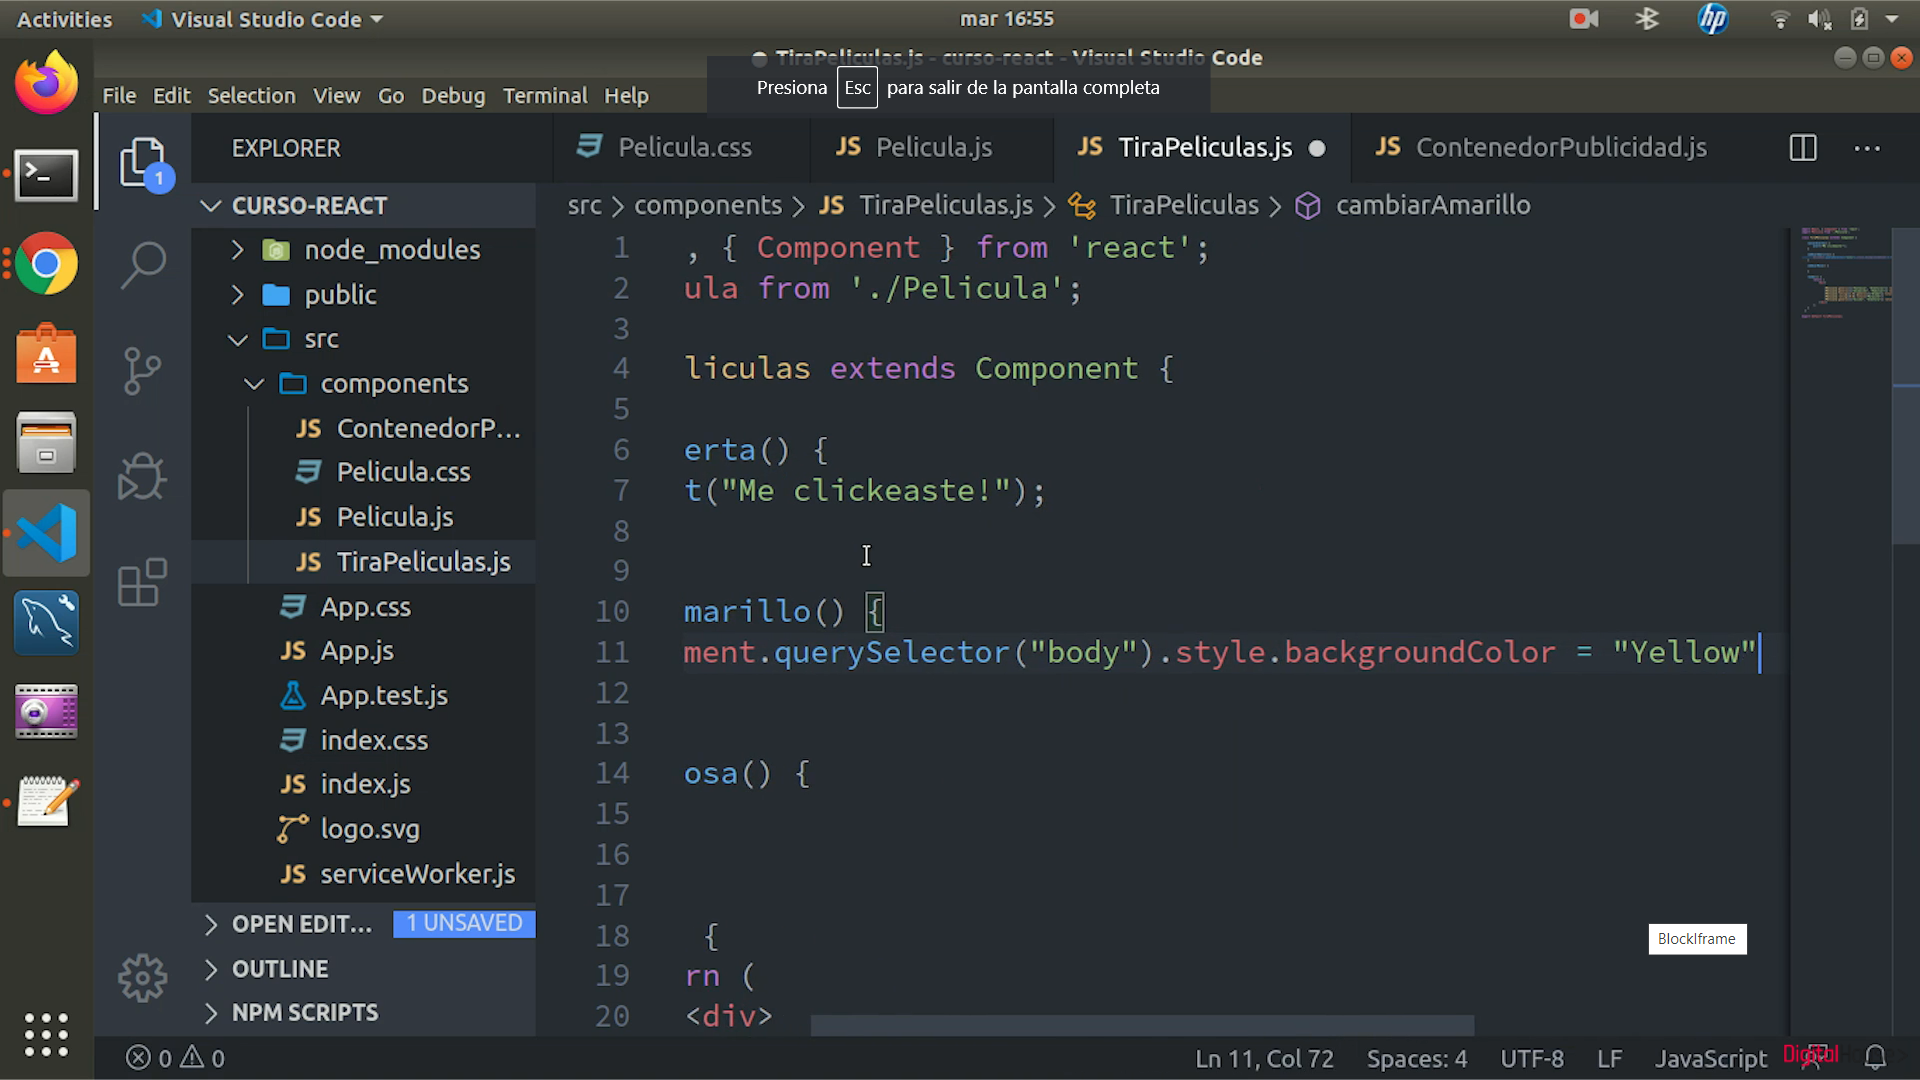 Activities Visual Studio Code mar 16:55
TiraPeliculas.js - curso-react - Visual Studio Code
Presiona Esc para salir de la pantalla completa
File Edit Selection View Go Debug Terminal Help
EXPLORER
Pelicula.css JS Pelicula.js JS TiraPeliculas.js JS ContenedorPublicidad.js
1
CURSO-REACT
src > components > JS TiraPeliculas.js > TiraPeliculas > cambiarAmarillo
node_modules
public
src
components
JS ContenedorP...
Pelicula.css
JS Pelicula.js
JS TiraPeliculas.js
App.css
JS App.js
App.test.js
index.css
JS index.js
logo.svg
JS serviceWorker.js
OPEN EDIT... 1 UNSAVED
OUTLINE
NPM SCRIPTS
1 , { Component } from 'react';
2 ula from './Pelicula';
3
4 liculas extends Component {
5
6 erta() {
7 t("Me clickeaste!");
8
9
10 marillo() {
11 ment.querySelector("body").style.backgroundColor = "Yellow"
12
13
14 osa() {
15
16
17
18 {
19 rn (
20 <div>
BlockIframe
0 0 Ln 11, Col 72 Spaces: 4 UTF-8 LF JavaScript
hp